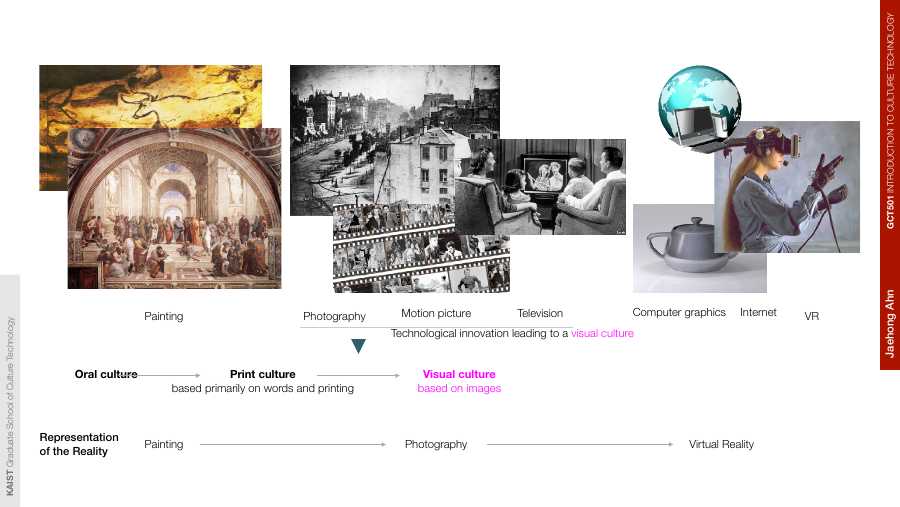 Painting
Photography
Motion picture
Television
Computer graphics
Internet
VR
Technological innovation leading to a visual culture
Oral culture
Print culture
Visual culture
based primarily on words and printing
based on images
Representation
of the Reality
Painting
Photography
Virtual Reality
KAIST Graduate School of Culture Technology
GCT501 INTRODUCTION TO CULTURE TECHNOLOGY
Jaehong Ahn